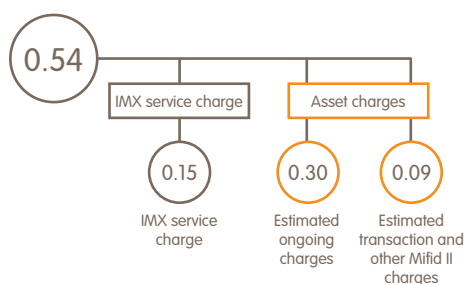 0.54
IMX service charge
Asset charges
0.15
0.30
0.09
IMX service
charge
Estimated
ongoing
charges
Estimated
transaction and
other Mifid II
charges